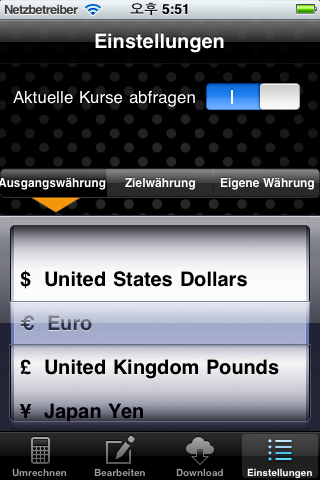 Netzbetreiber 오후 5:51
Einstellungen
Aktuelle Kurse abfragen
Ausgangswährung Zielwährung Eigene Währung
$ United States Dollars
€ Euro
£ United Kingdom Pounds
¥ Japan Yen
Umrechnen Bearbeiten Download Einstellungen